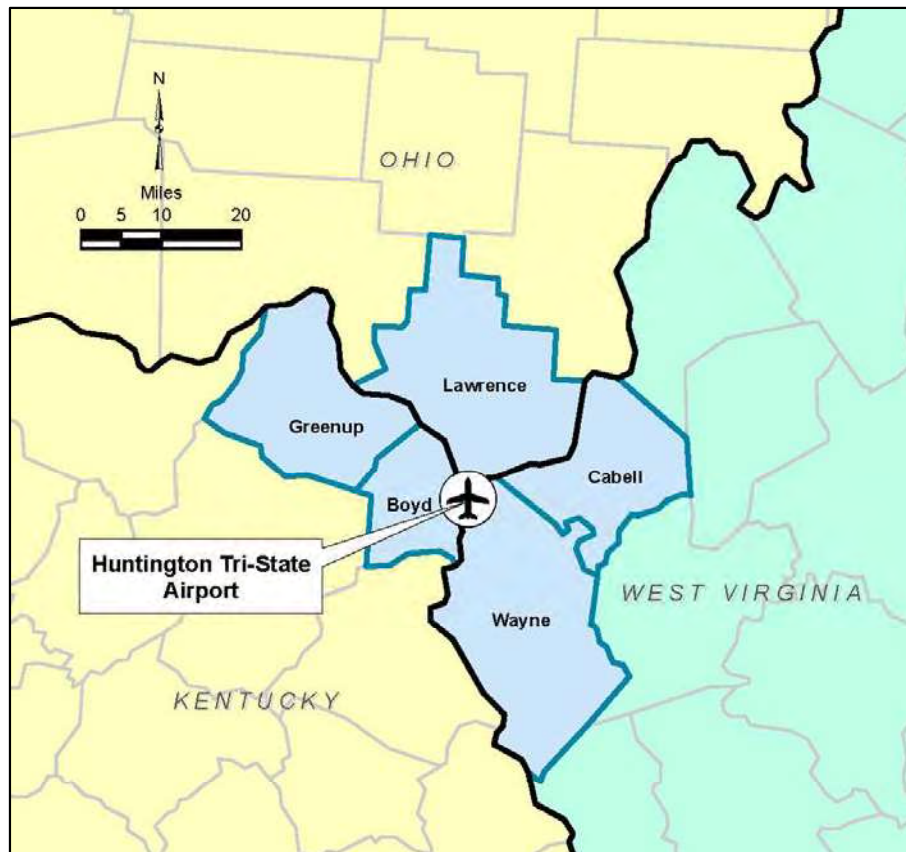 N
OHIO
Miles
0 5 10 20
Lawrence
Greenup
Cabell
Boyd
Huntington Tri-State
Airport
WEST VIRGINIA
Wayne
KENTUCKY